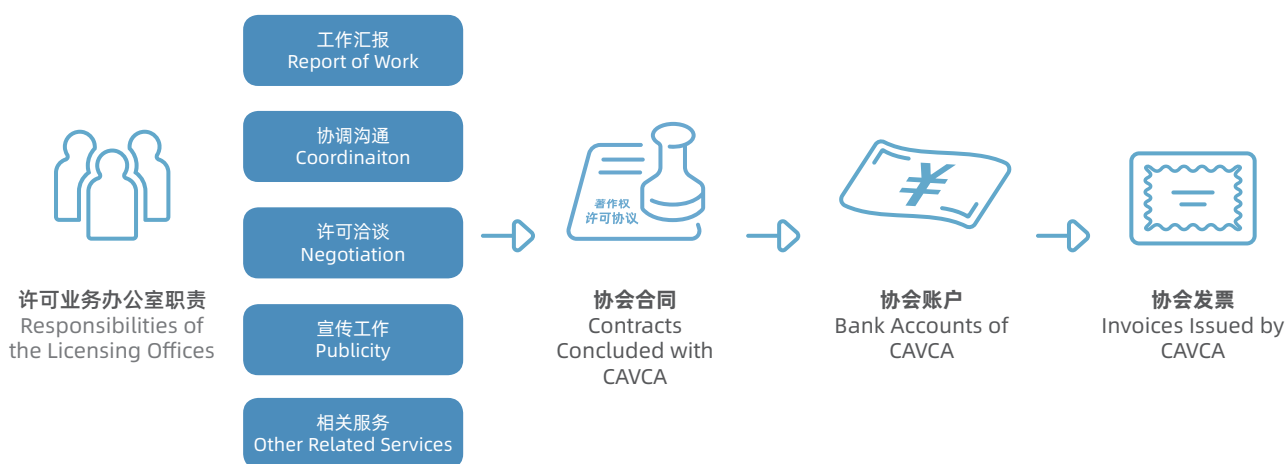 工作汇报
Report of Work
协调沟通
Coordinaiton
许可洽谈
Negotiation
宣传工作
Publicity
相关服务
Other Related Services
许可业务办公室职责
Responsibilities of
the Licensing Offices
著作权
许可协议
协会合同
Contracts
Concluded with
CAVCA
¥
协会账户
Bank Accounts of
CAVCA
协会发票
Invoices Issued by
CAVCA